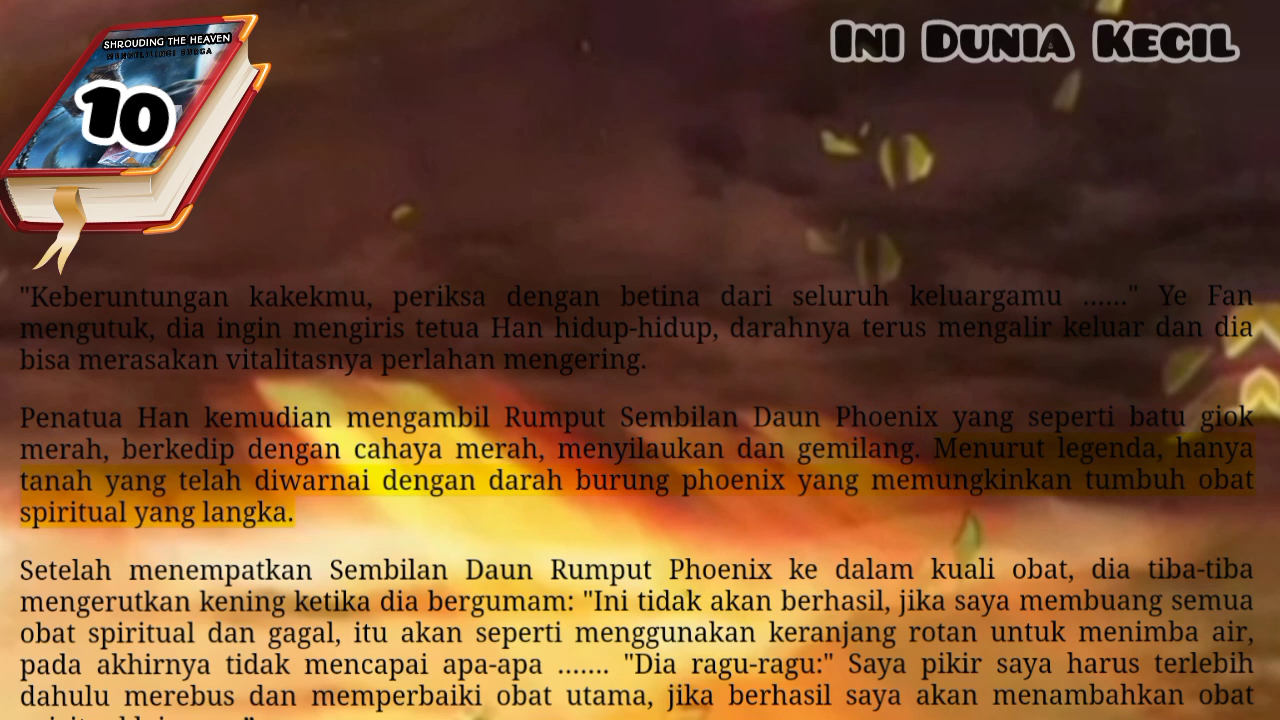 SHROUDING THE HEAVEN
10
Ini Dunia Kecil
"Keberuntungan kakekmu, periksa dengan betina dari seluruh keluargamu ......" Ye Fan
mengutuk, dia ingin mengiris tetua Han hidup-hidup, darahnya terus mengalir keluar dan dia
bisa merasakan vitalitasnya perlahan mengering.
Penatua Han kemudian mengambil Rumput Sembilan Daun Phoenix yang seperti batu giok
merah, berkedip dengan cahaya merah, menyilaukan dan gemilang. Menurut legenda, hanya
tanah yang telah diwarnai dengan darah burung phoenix yang memungkinkan tumbuh obat
spiritual yang langka.
Setelah menempatkan Sembilan Daun Rumput Phoenix ke dalam kuali obat, dia tiba-tiba
mengerutkan kening ketika dia bergumam: "Ini tidak akan berhasil, jika saya membuang semua
obat spiritual dan gagal, itu akan seperti menggunakan keranjang rotan untuk menimba air,
pada akhirnya tidak mencapai apa-apa ....... "Dia ragu-ragu:" Saya pikir saya harus terlebih
dahulu merebus dan memperbaiki obat utama, jika berhasil saya akan menambahkan obat